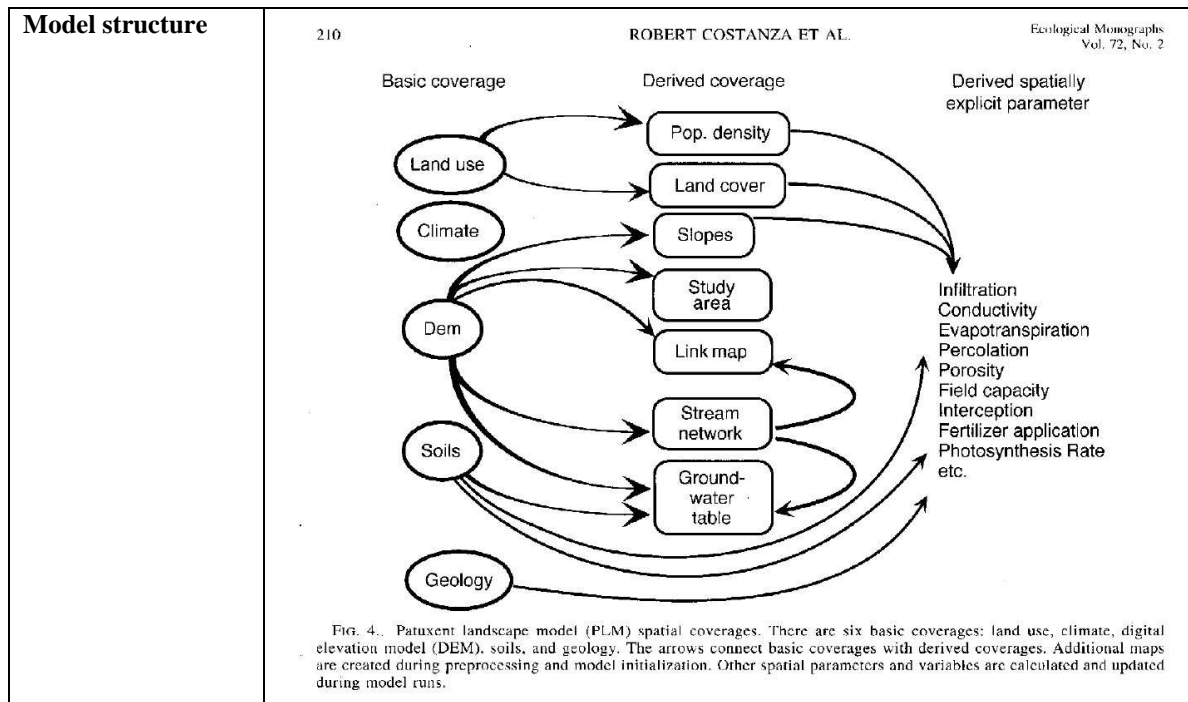 Model structure
210
ROBERT COSTANZA ET AL.
Ecological Monographs
Vol. 72, No. 2
Basic coverage
Derived coverage
Derived spatially
explicit parameter
Land use
Climate
Dem
Soils
Geology
Pop. density
Land cover
Slopes
Study
area
Link map
Stream
network
Ground-
water
table
Infiltration
Conductivity
Evapotranspiration
Percolation
Porosity
Field capacity
Interception
Fertilizer application
Photosynthesis Rate
etc.
FIG. 4. Patuxent landscape model (PLM) spatial coverages. There are six basic coverages: land use, climate, digital
elevation model (DEM), soils, and geology. The arrows connect basic coverages with derived coverages. Additional maps
are created during preprocessing and model initialization. Other spatial parameters and variables are calculated and updated
during model runs.